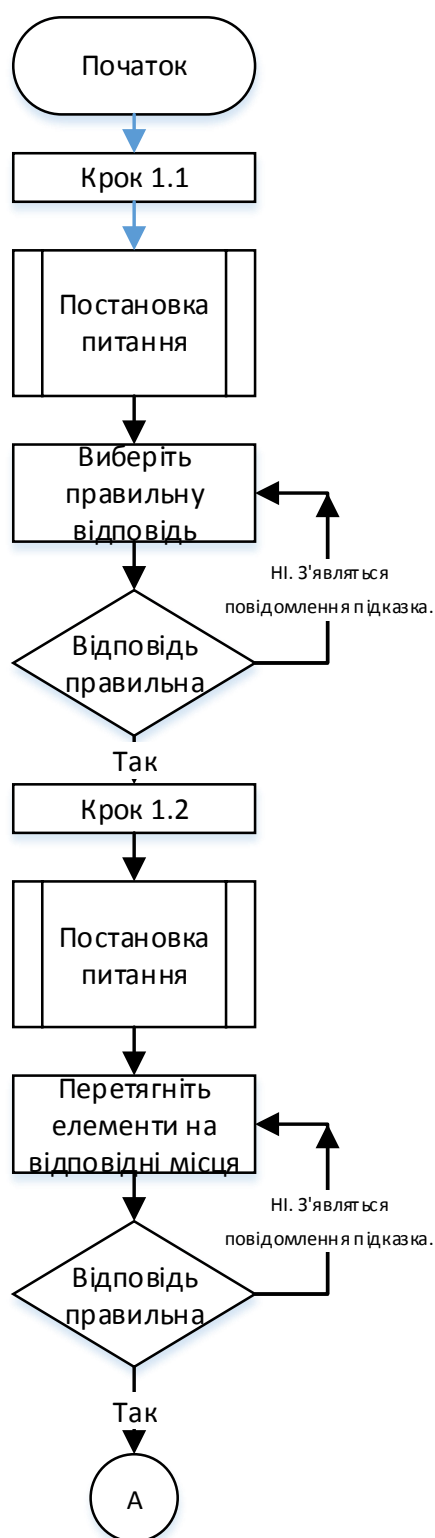 Початок
Крок 1.1
Постановка
питання
Виберіть
правильну
відповідь
НІ. З'являться
повідомлення підказка.
Відповідь
правильна
Так
Крок 1.2
Постановка
питання
Перетягніть
елементи на
відповідні місця
НІ. З'являться
повідомлення підказка.
Відповідь
правильна
Так
А